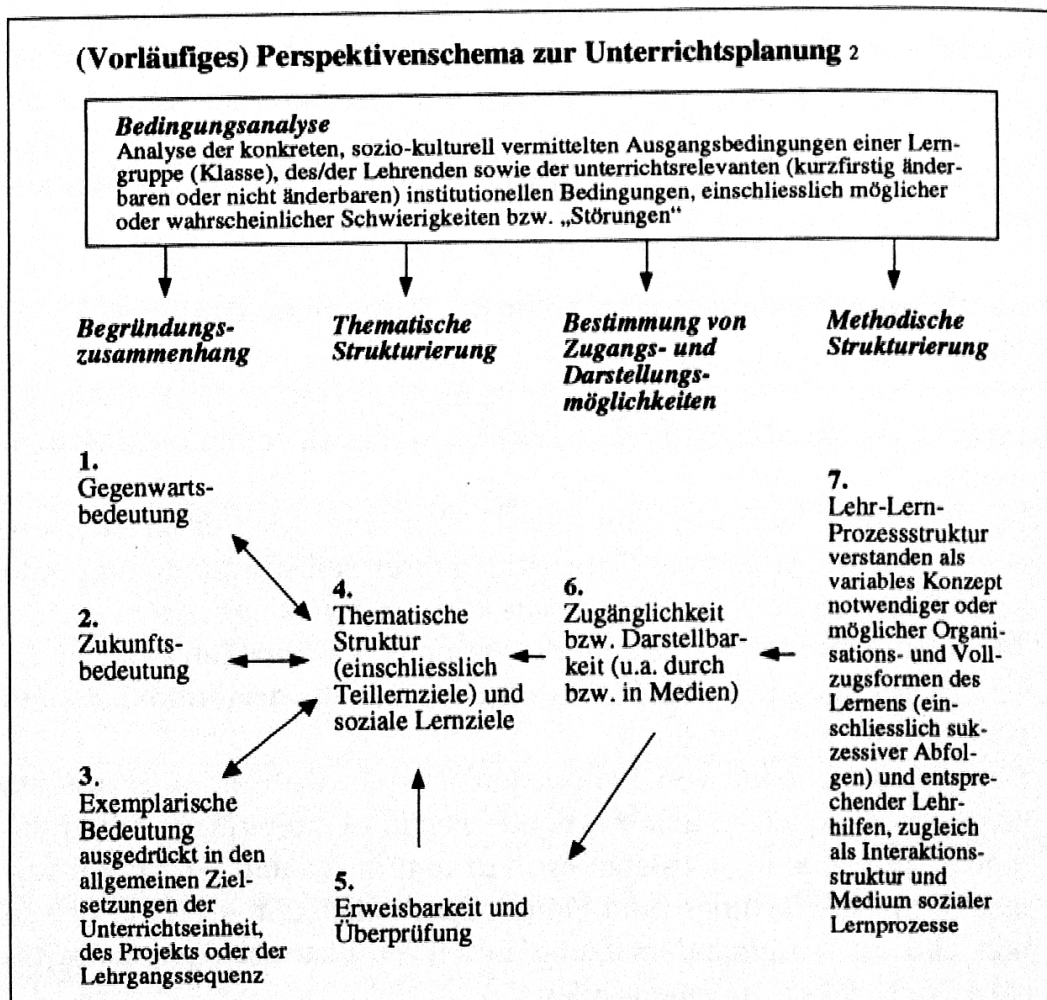 (Vorläufiges) Perspektivenschema zur Unterrichtsplanung 2
Bedingungsanalyse
Analyse der konkreten, sozio-kulturell vermittelten Ausgangsbedingungen einer Lern-
gruppe (Klasse), des/der Lehrenden sowie der unterrichtsrelevanten (kurzfirstig änder-
baren oder nicht änderbaren) institutionellen Bedingungen, einschliesslich möglicher
oder wahrscheinlicher Schwierigkeiten bzw. „Störungen“
Begründungs-
zusammenhang
Thematische
Strukturierung
Bestimmung von
Zugangs- und
Darstellungs-
möglichkeiten
Methodische
Strukturierung
1.
Gegenwarts-
bedeutung
2.
Zukunfts-
bedeutung
3.
Exemplarische
Bedeutung
ausgedrückt in den
allgemeinen Ziel-
setzungen der
Unterrichtseinheit,
des Projekts oder der
Lehrgangssequenz
4.
Thematische
Struktur
(einschliesslich
Teillernziele) und
soziale Lernziele
5.
Erweisbarkeit und
Überprüfung
6.
Zugänglichkeit
bzw. Darstellbar-
keit (u.a. durch
bzw. in Medien)
7.
Lehr-Lern-
Prozessstruktur
verstanden als
variables Konzept
notwendiger oder
möglicher Organi-
sations- und Voll-
zugsformen des
Lernens (ein-
schliesslich suk-
zessiver Abfol-
gen) und entspre-
chender Lehr-
hilfen, zugleich
als Interaktions-
struktur und
Medium sozialer
Lernprozesse